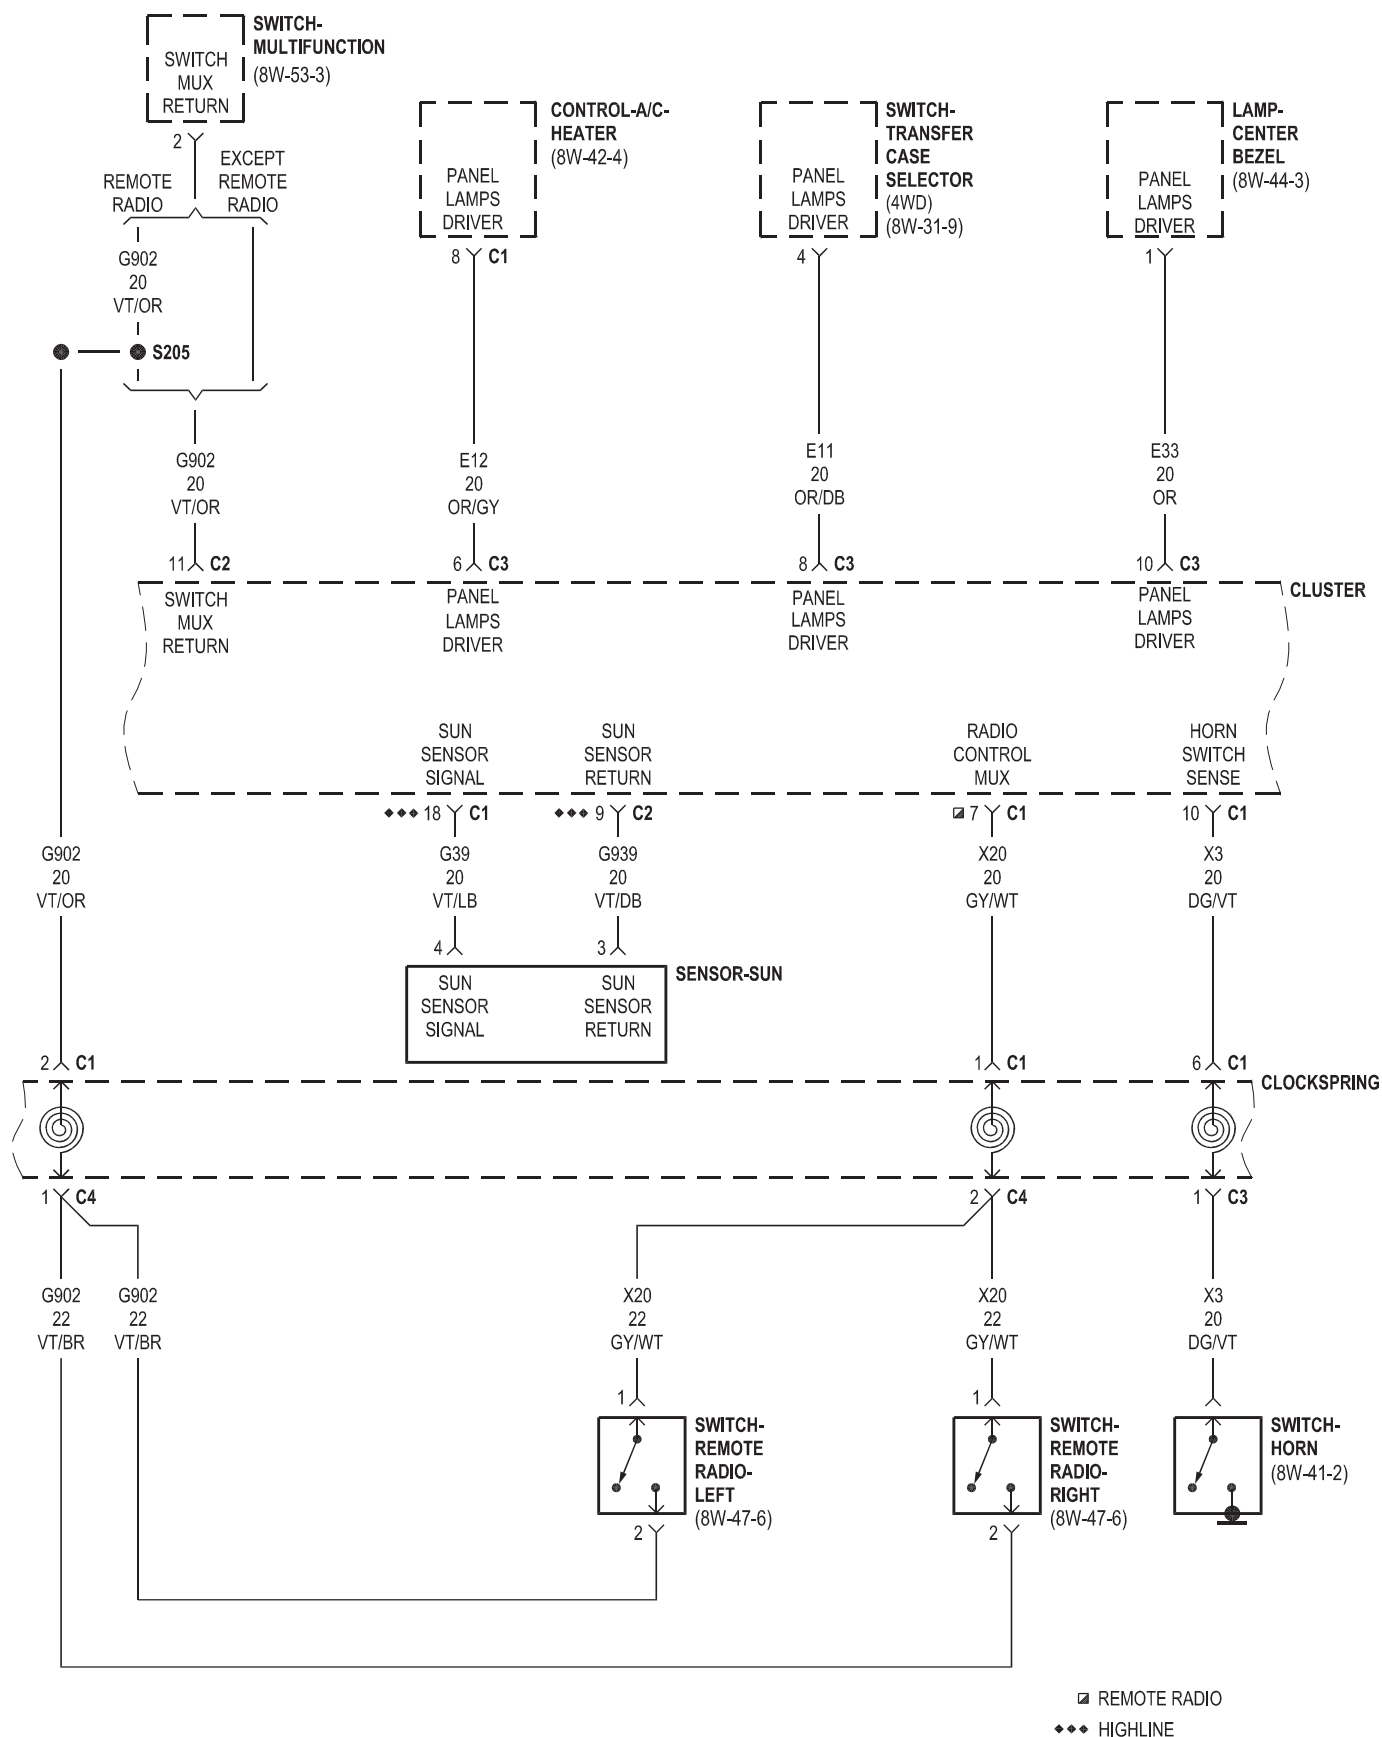 SWITCH-
MULTIFUNCTION
(8W-53-3)
SWITCH
MUX
RETURN
2
REMOTE
RADIO
EXCEPT
REMOTE
RADIO
G902
20
VT/OR
S205
G902
20
VT/OR
11 C2
CONTROL-A/C-
HEATER
(8W-42-4)
PANEL
LAMPS
DRIVER
8 C1
E12
20
OR/GY
6 C3
SWITCH-
TRANSFER
CASE
SELECTOR
(4WD)
(8W-31-9)
PANEL
LAMPS
DRIVER
4
E11
20
OR/DB
8 C3
LAMP-
CENTER
BEZEL
(8W-44-3)
PANEL
LAMPS
DRIVER
1
E33
20
OR
10 C3
CLUSTER
SWITCH
MUX
RETURN
PANEL
LAMPS
DRIVER
PANEL
LAMPS
DRIVER
PANEL
LAMPS
DRIVER
SUN
SENSOR
SIGNAL
SUN
SENSOR
RETURN
RADIO
CONTROL
MUX
HORN
SWITCH
SENSE
18 C1
9 C2
7 C1
10 C1
G902
20
VT/OR
G39
20
VT/LB
G939
20
VT/DB
X20
20
GY/WT
X3
20
DG/VT
4
3
SENSOR-SUN
SUN
SENSOR
SIGNAL
SUN
SENSOR
RETURN
2 C1
1 C1
6 C1
CLOCKSPRING
1 C4
2 C4
1 C3
G902
22
VT/BR
G902
22
VT/BR
X20
22
GY/WT
X20
22
GY/WT
X3
20
DG/VT
1
1
SWITCH-
REMOTE
RADIO-
LEFT
(8W-47-6)
SWITCH-
REMOTE
RADIO-
RIGHT
(8W-47-6)
SWITCH-
HORN
(8W-41-2)
2
2
REMOTE RADIO
HIGHLINE